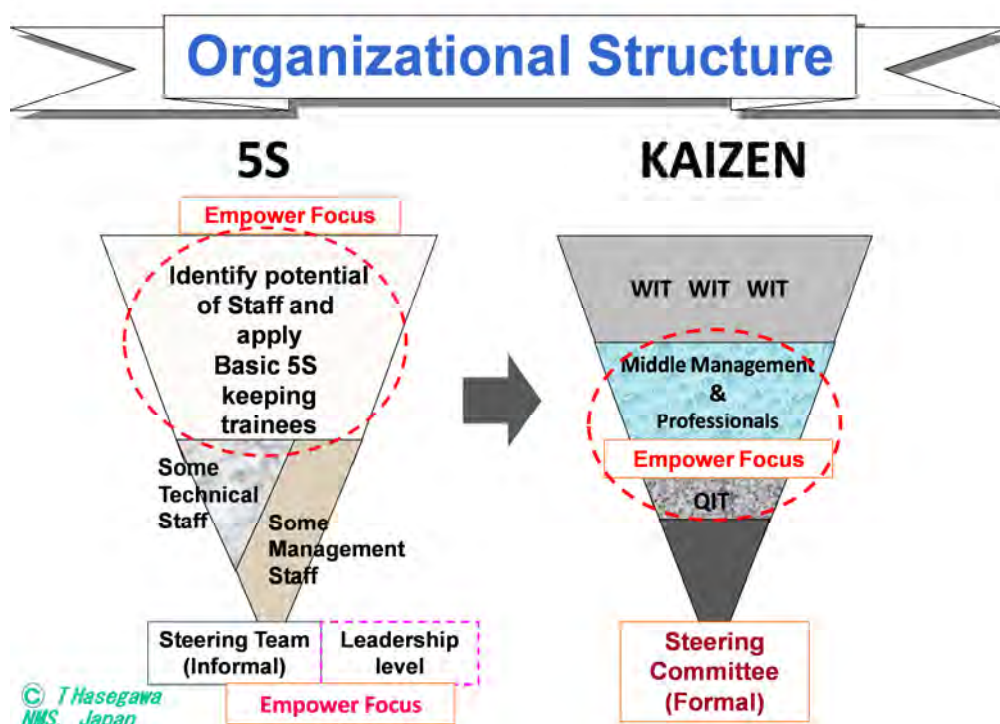 Organizational Structure
5S
Empower Focus
Identify potential
of Staff and
apply
Basic 5S
keeping
trainees
Some
Technical
Staff
Some
Management
Staff
Steering Team
(Informal)
Leadership
level
Empower Focus
KAIZEN
WIT WIT WIT
Middle Management
&
Professionals
Empower Focus
QIT
Steering
Committee
(Formal)
© THasegawa
NMS Japan